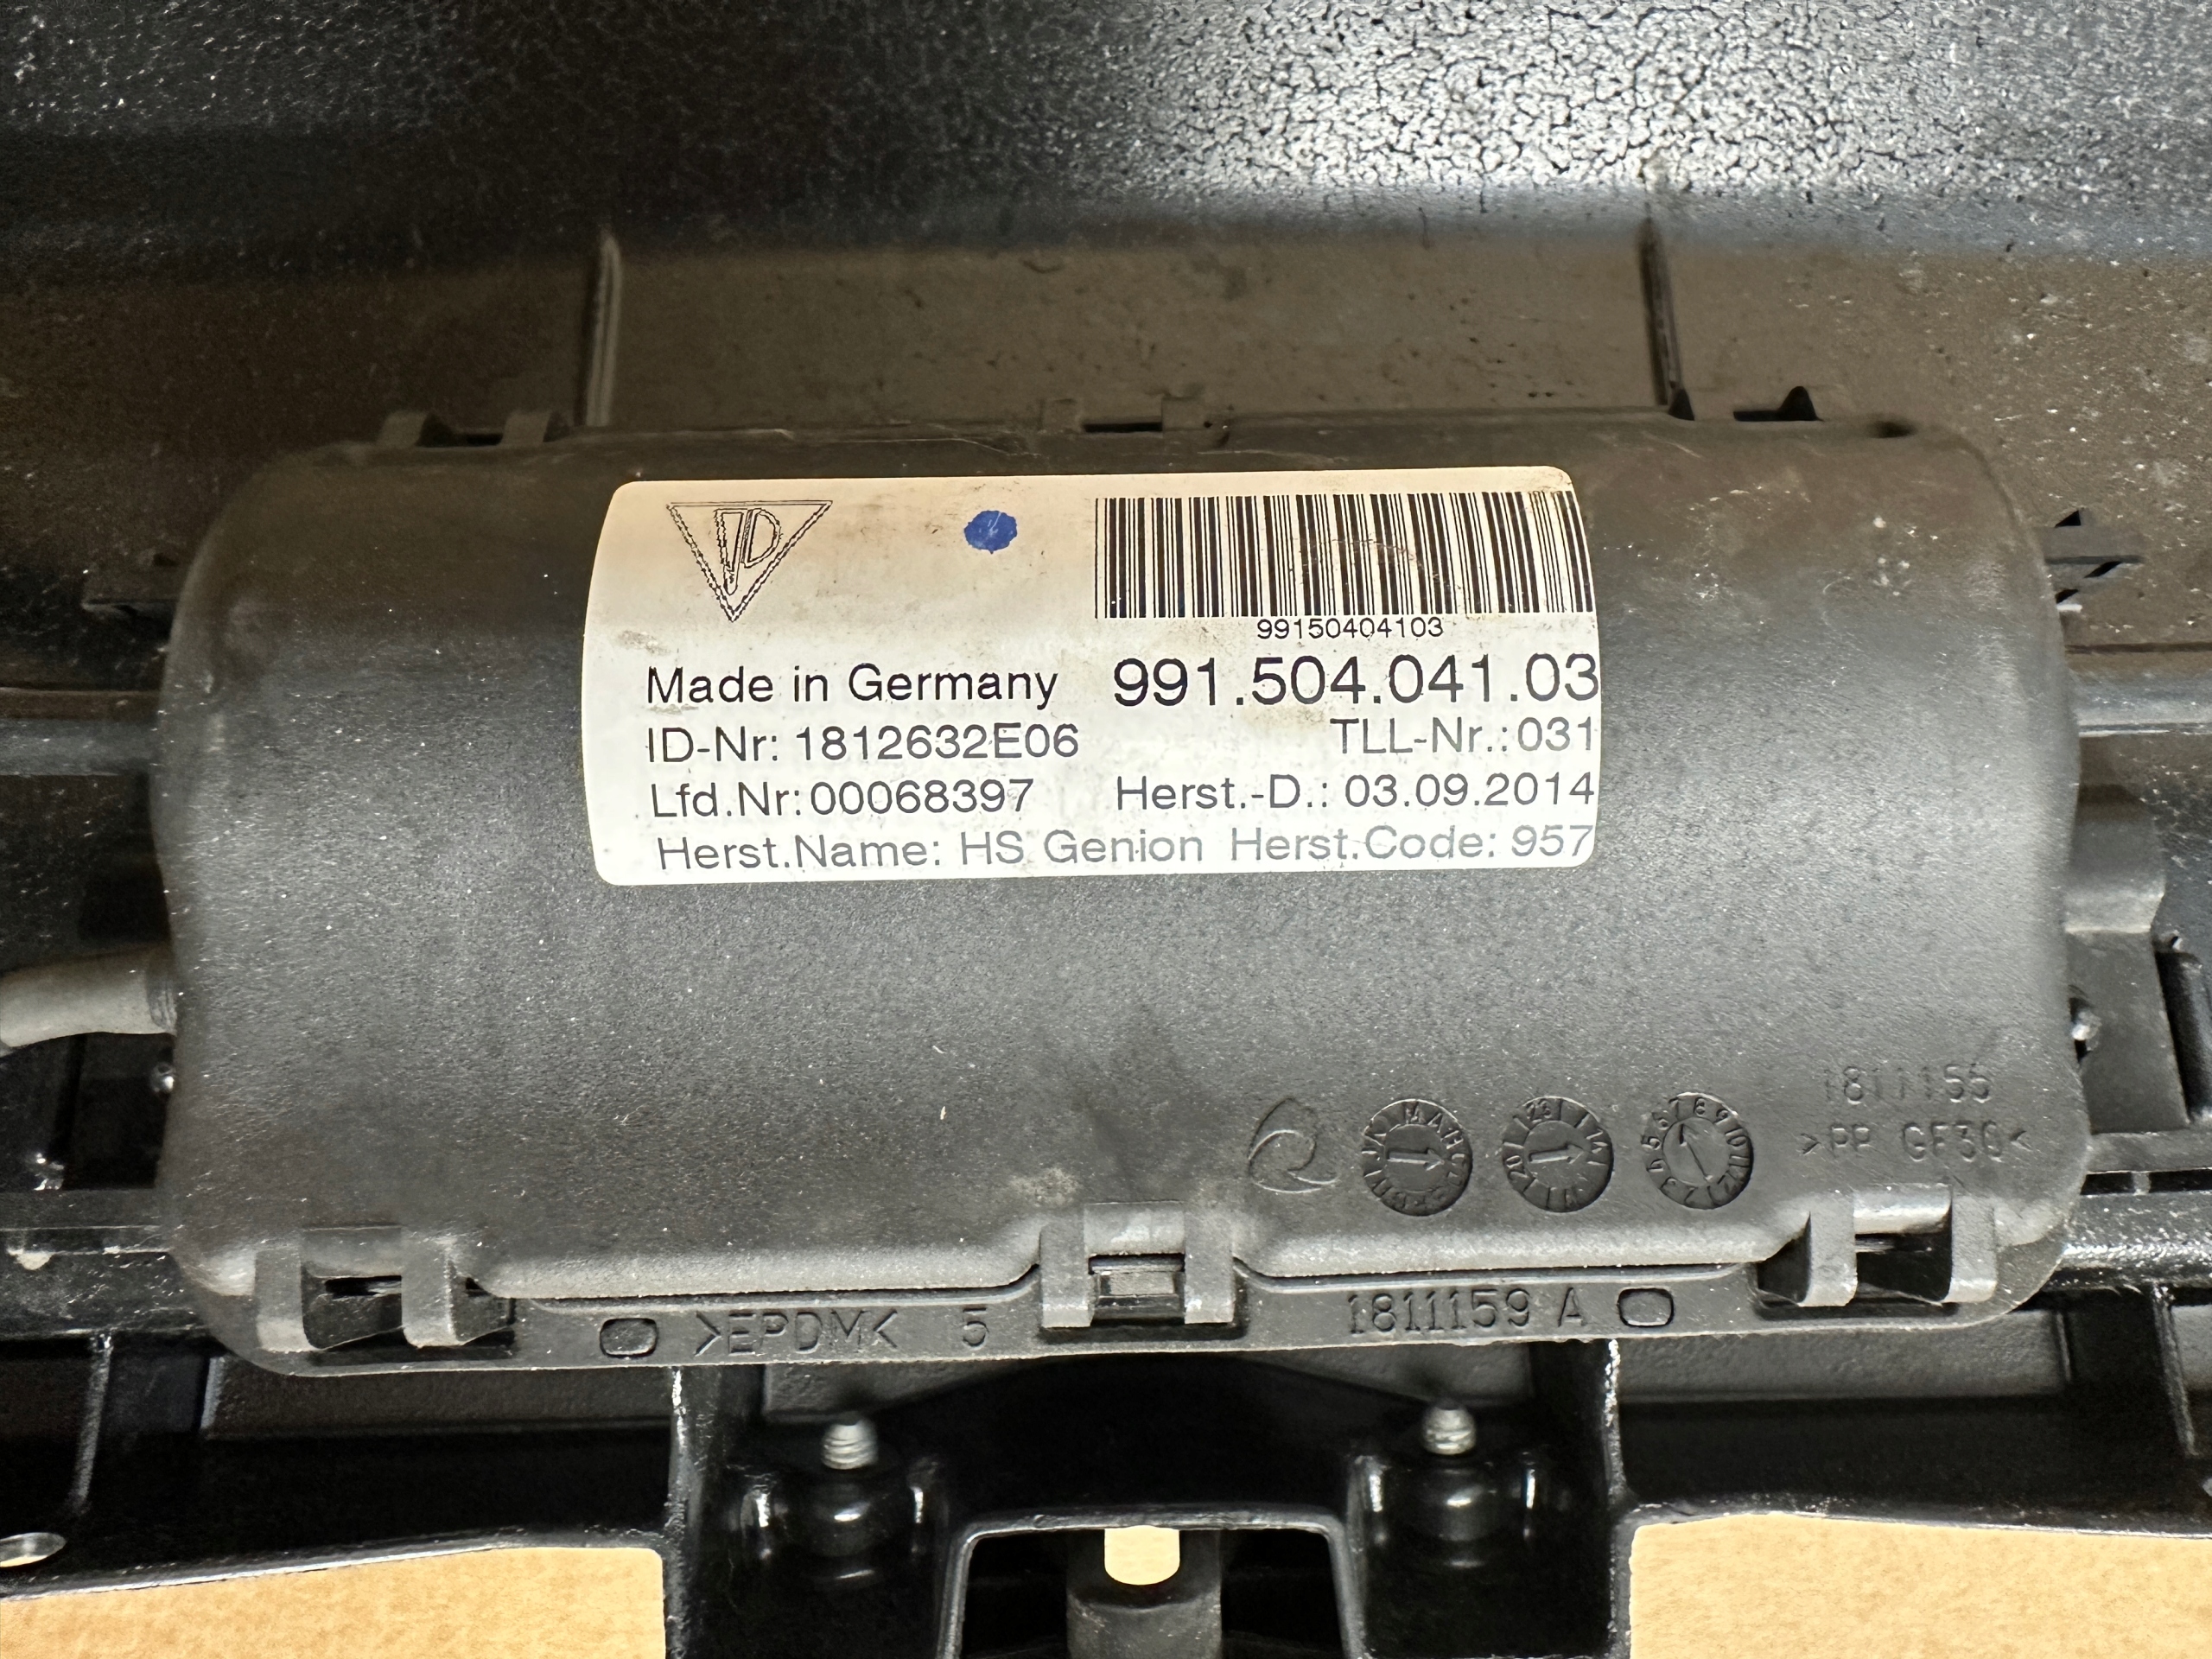 99150404103
Made in Germany
991.504.041.03
ID-Nr: 1812632E06
TLL-Nr.:031
Lfd.Nr:00068397
Herst.-D.: 03.09.2014
Herst.Name: HS Genion Herst.Code: 957
1811155
>PP GF30<
>EPDM< 5
1811159 A